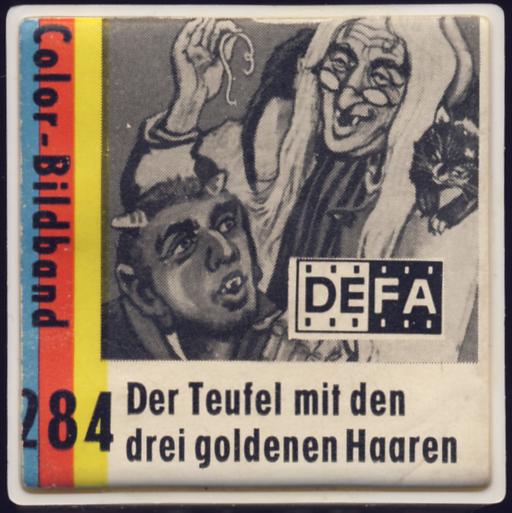 Color-Bildband
DEFA
284
Der Teufel mit den
drei goldenen Haaren